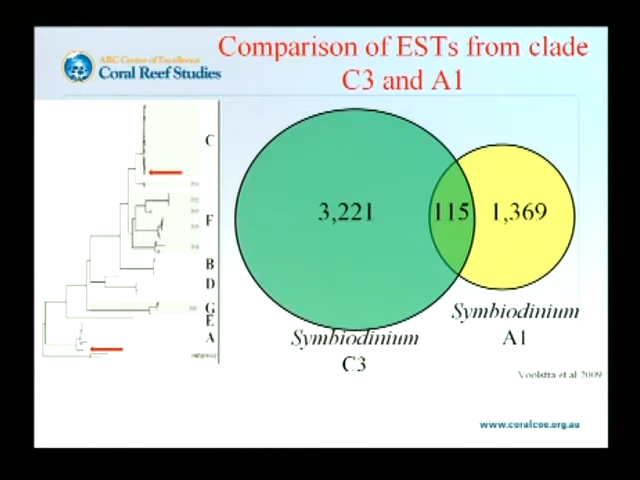 Comparison of ESTs from clade
C3 and A1
ARC Centre of Excellence
Coral Reef Studies
C
F
B
D
G
E
A
3,221
115
1,369
Symbiodinium
C3
Symbiodinium
A1
Voolstra et al 2009
www.coralcoe.org.au